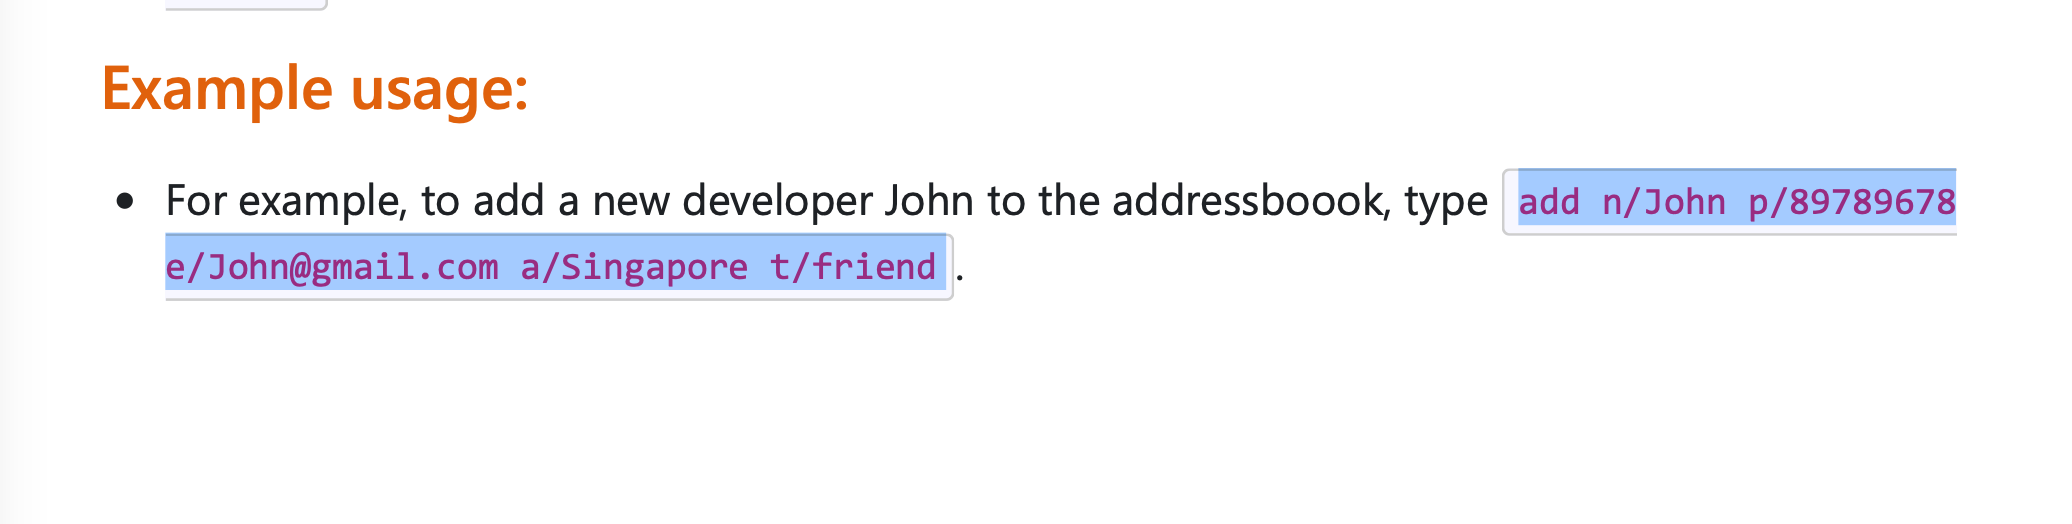 Example usage:
For example, to add a new developer John to the addressboook, type add n/John p/89789678
e/John@gmail.com a/Singapore t/friend .